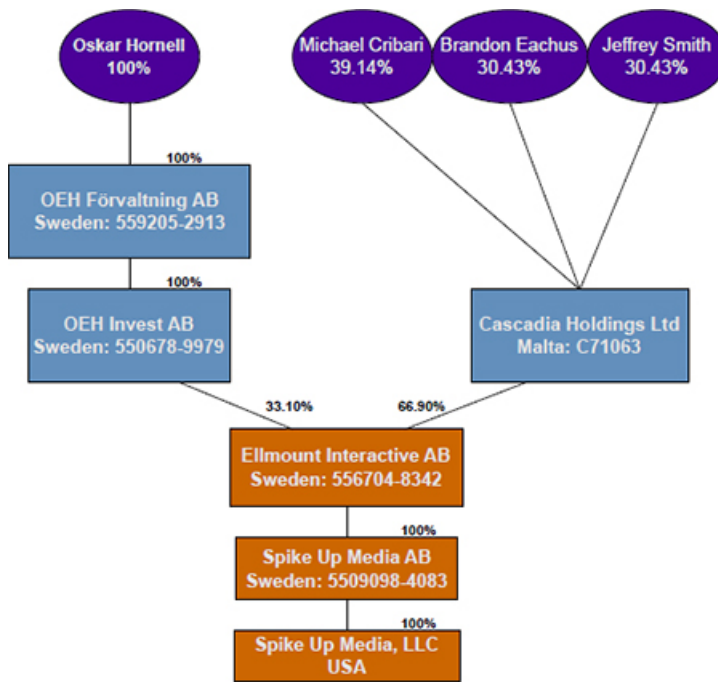 Oskar Hornell
100%
Michael Cribari
39.14%
Brandon Eachus
30.43%
Jeffrey Smith
30.43%
100%
OEH Förvaltning AB
Sweden: 559205-2913
100%
OEH Invest AB
Sweden: 550678-9979
Cascadia Holdings Ltd
Malta: C71063
33.10%
66.90%
Ellmount Interactive AB
Sweden: 556704-8342
100%
Spike Up Media AB
Sweden: 5509098-4083
100%
Spike Up Media, LLC
USA